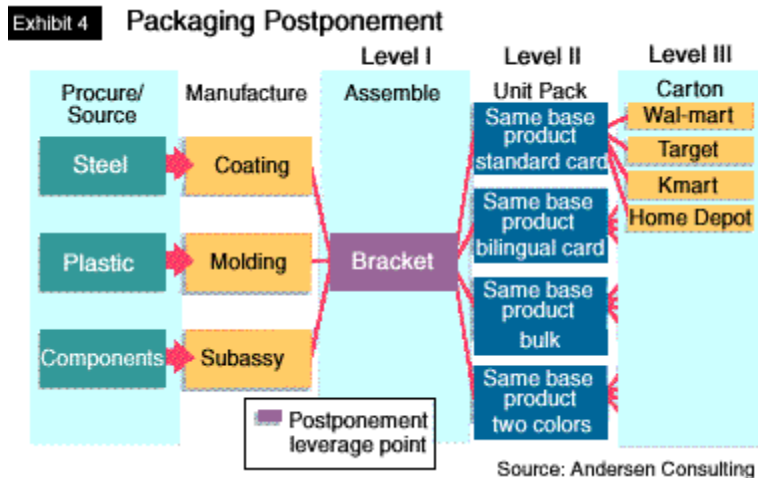 Exhibit 4 Packaging Postponement
Level I
Level II
Level III
Procure/
Source
Manufacture
Assemble
Unit Pack
Carton
Steel
Coating
Plastic
Molding
Components
Subassy
Bracket
Same base
product
standard card
Same base
product
bilingual card
Same base
product
bulk
Same base
product
two colors
Wal-mart
Target
Kmart
Home Depot
Postponement
leverage point
Source: Andersen Consulting